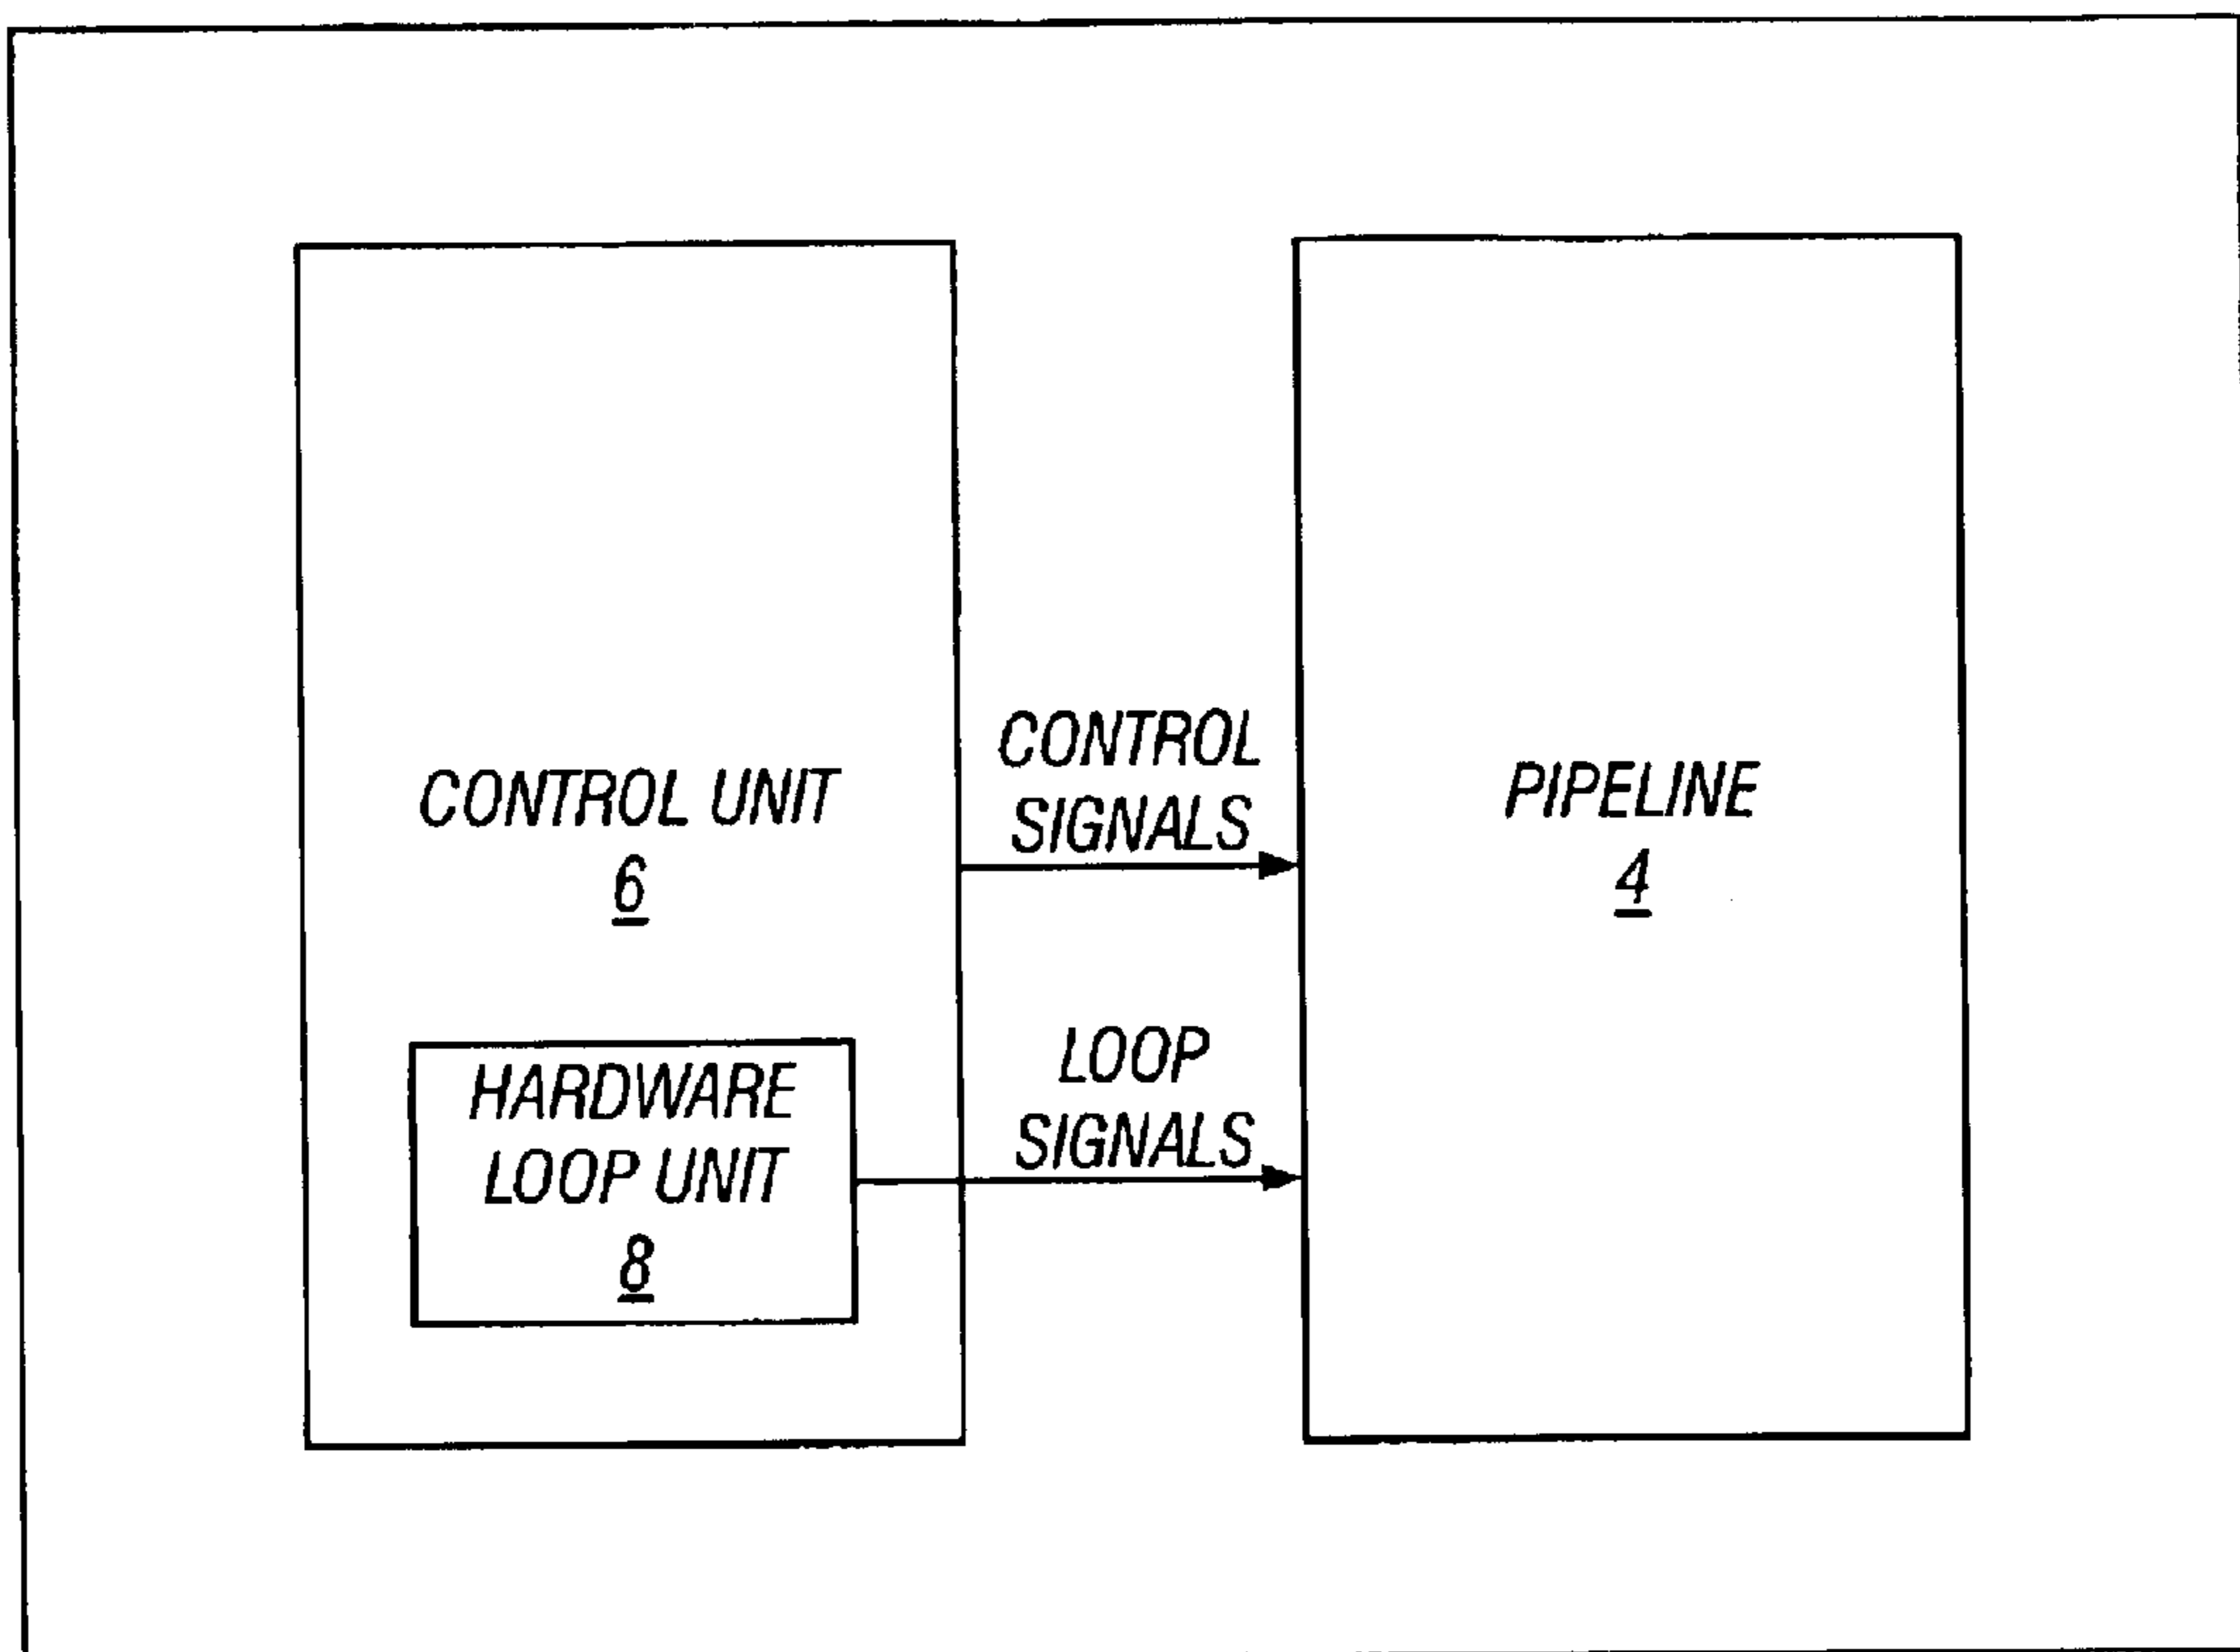 CONTROL UNIT
6
CONTROL
SIGNALS
PIPELINE
4
HARDWARE
LOOP UNIT
8
LOOP
SIGNALS